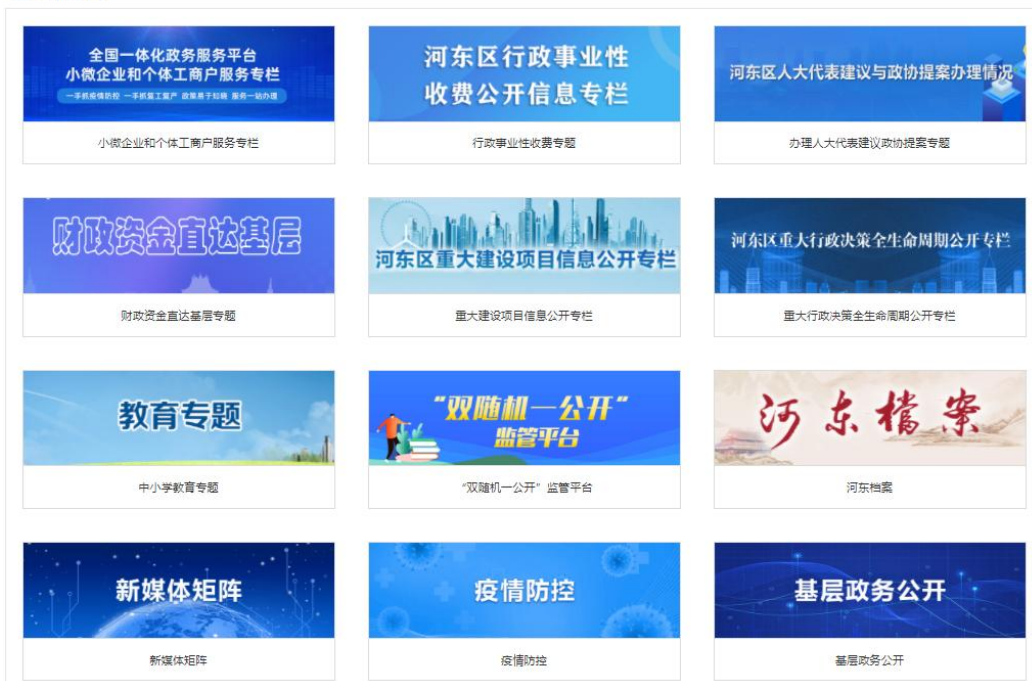 全国一体化政务服务平台
小微企业和个体工商户服务专栏
一手抓疫情防控 一手抓复工复产 政策易于知晓 服务一站办理
小微企业和个体工商户服务专栏
河东区行政事业性
收费公开信息专栏
行政事业性收费专题
河东区人大代表建议与政协提案办理情况
办理人大代表建议政协提案专题
财政资金直达基层
财政资金直达基层专题
河东区重大建设项目信息公开专栏
重大建设项目信息公开专栏
河东区重大行政决策全生命周期公开专栏
重大行政决策全生命周期公开专栏
教育专题
中小学教育专题
“双随机一公开”
监管平台
“双随机一公开”监管平台
河东檔案
河东档案
新媒体矩阵
新媒体矩阵
疫情防控
疫情防控
基层政务公开
基层政务公开